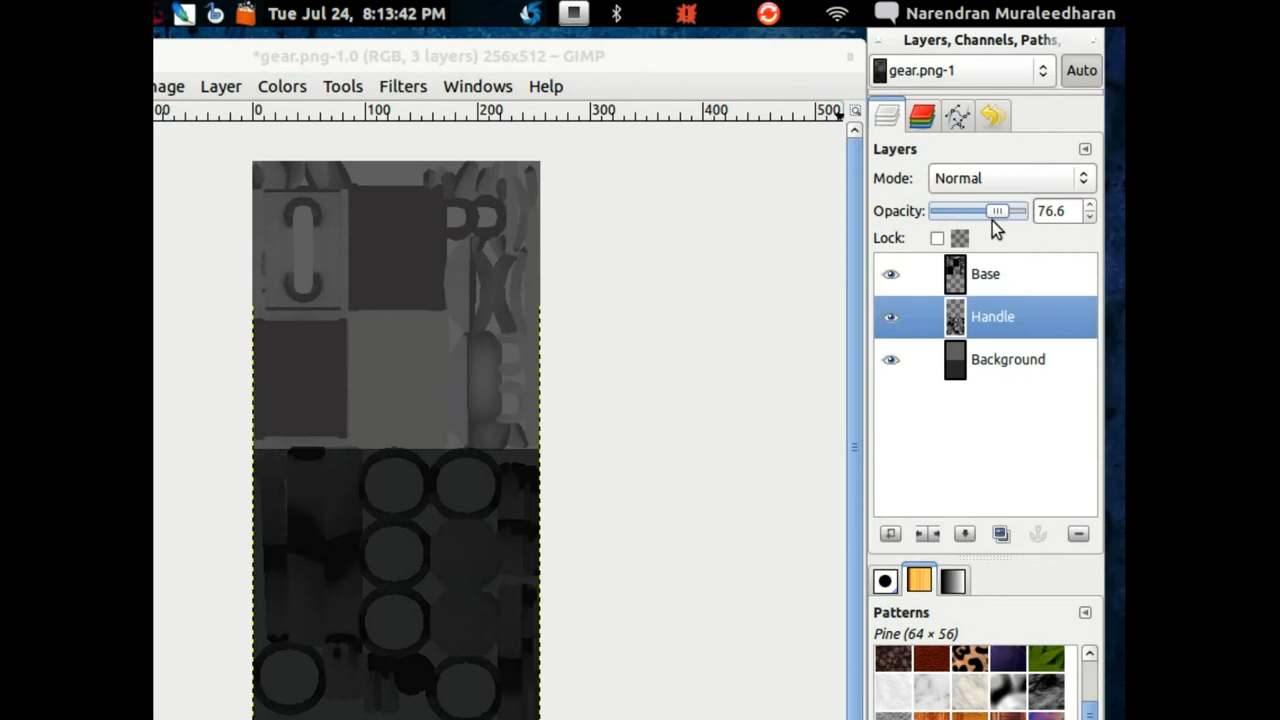 Tue Jul 24, 8:13:42 PM
Narendran Muraleedharan
*gear.png-1.0 (RGB, 3 layers) 256x512 – GIMP
Layers, Channels, Paths,
gear.png-1
Auto
nage Layer Colors Tools Filters Windows Help
00 0 100 200 300 400 500
Layers
Mode: Normal
Opacity: 76.6
Lock:
Base
Handle
Background
Patterns
Pine (64 × 56)